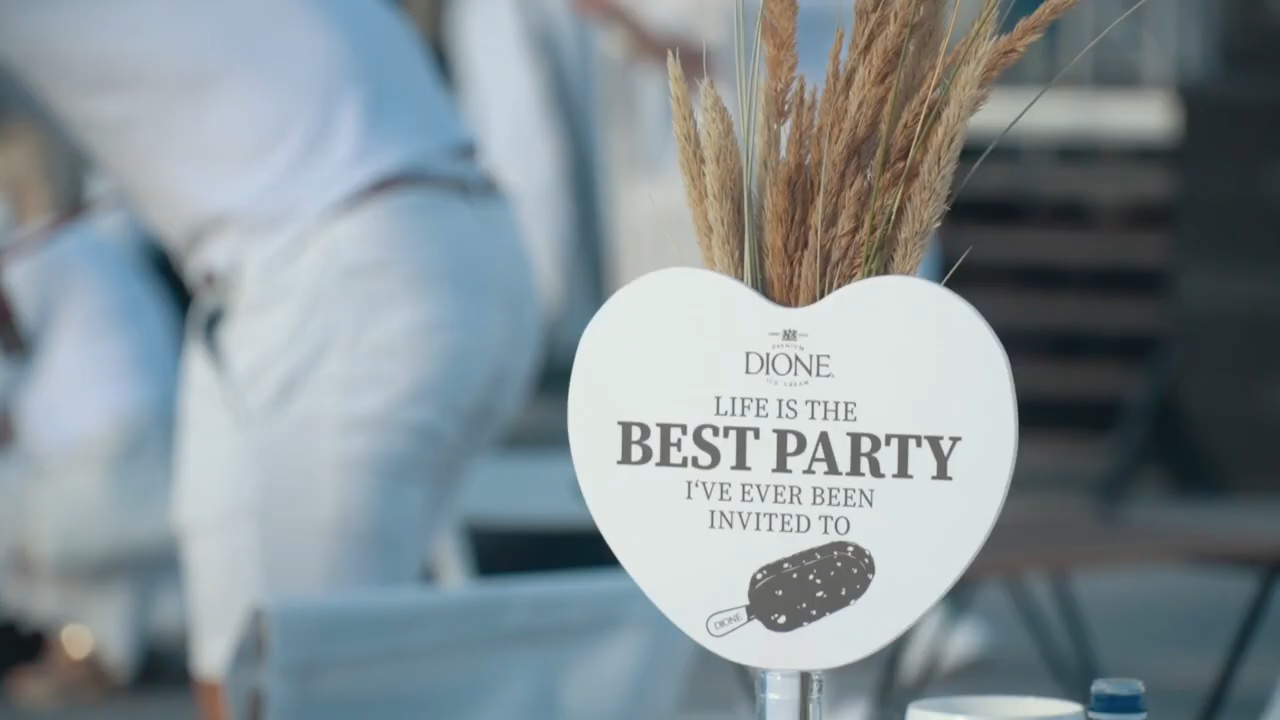 PREMIUM
DIONE
ICE CREAM
LIFE IS THE
BEST PARTY
I‘VE EVER BEEN
INVITED TO
DIONE